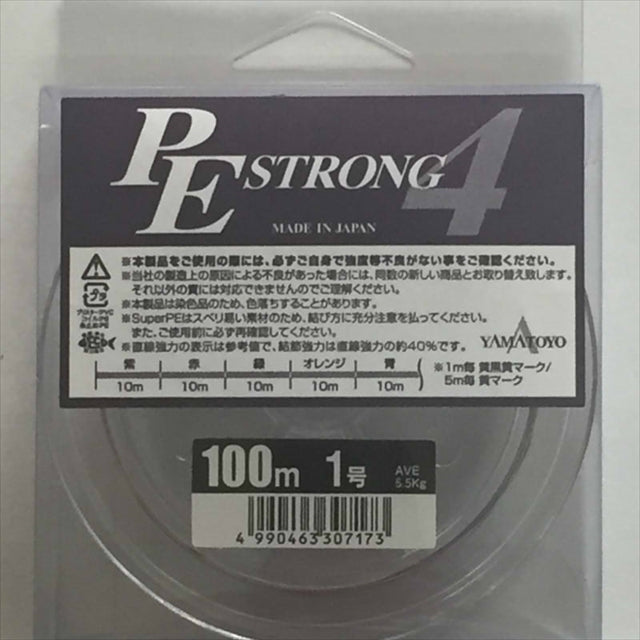 PE STRONG 4
MADE IN JAPAN
※本製品をご使用の際には、必ずご自身で強度等不良がない事をご確認ください。
※当社の製造上の原因による不良があった場合には、同数の新しい商品とお取り替え致します。
それ以外の質には対応できませんのでご理解ください。
※本製品は染色品のため、色落ちすることがあります。
※SuperPEはスベリ易い素材のため、結び方に充分注意を払ってください。
また、ご使用前に必ず再確認してください。
※直線強力の表示は参考値で、結節強力は直線強力の約40%です。
YAMATOYO
紫 赤 緑 オレンジ 青
10m 10m 10m 10m 10m
※1m毎 黄黒黄マーク/
5m毎 黄マーク
100m 1号 AVE
5.5Kg
4 990463 307173